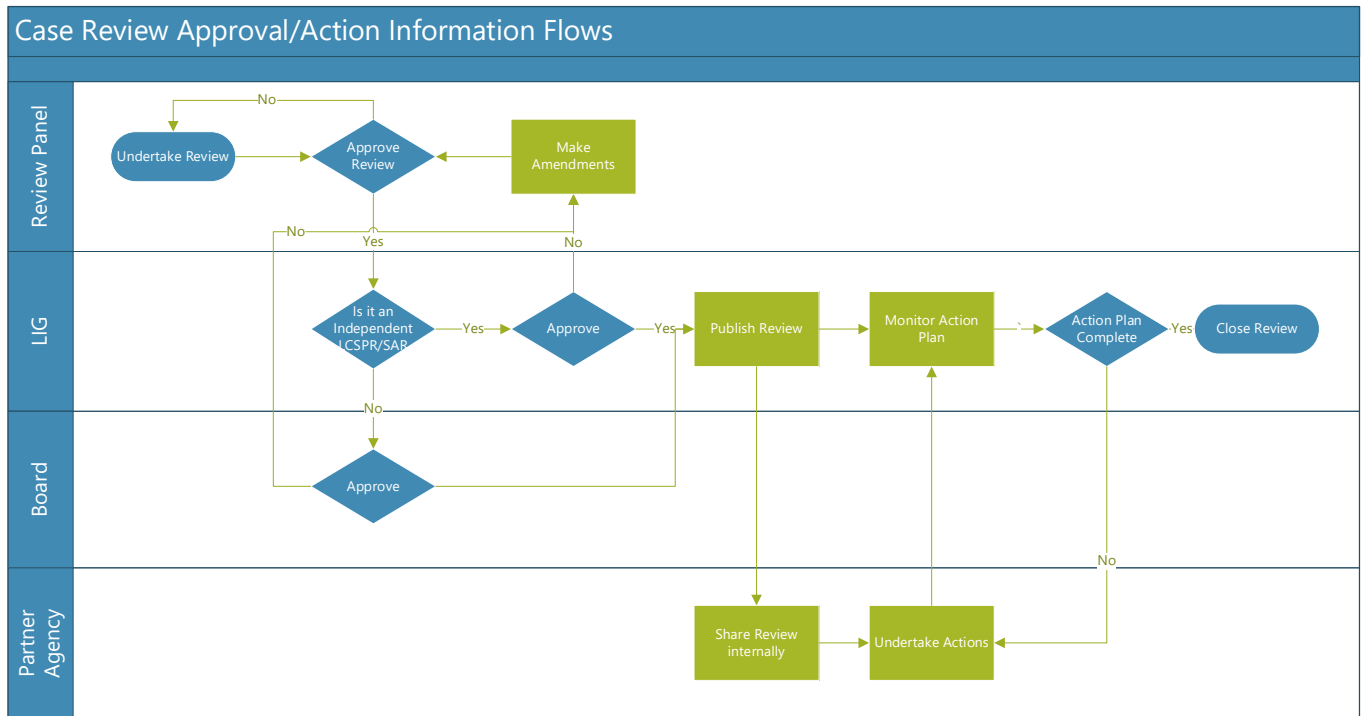 Case Review Approval/Action Information Flows
Review Panel
No
Undertake Review
Approve
Review
Make
Amendments
No
Yes
No
LIG
Is it an
Independent
LCSPR/SAR
Yes
Approve
Yes
Publish Review
Monitor Action
Plan
`
Action Plan
Complete
Yes
Close Review
No
Board
Approve
No
Partner
Agency
Share Review
internally
Undertake Actions